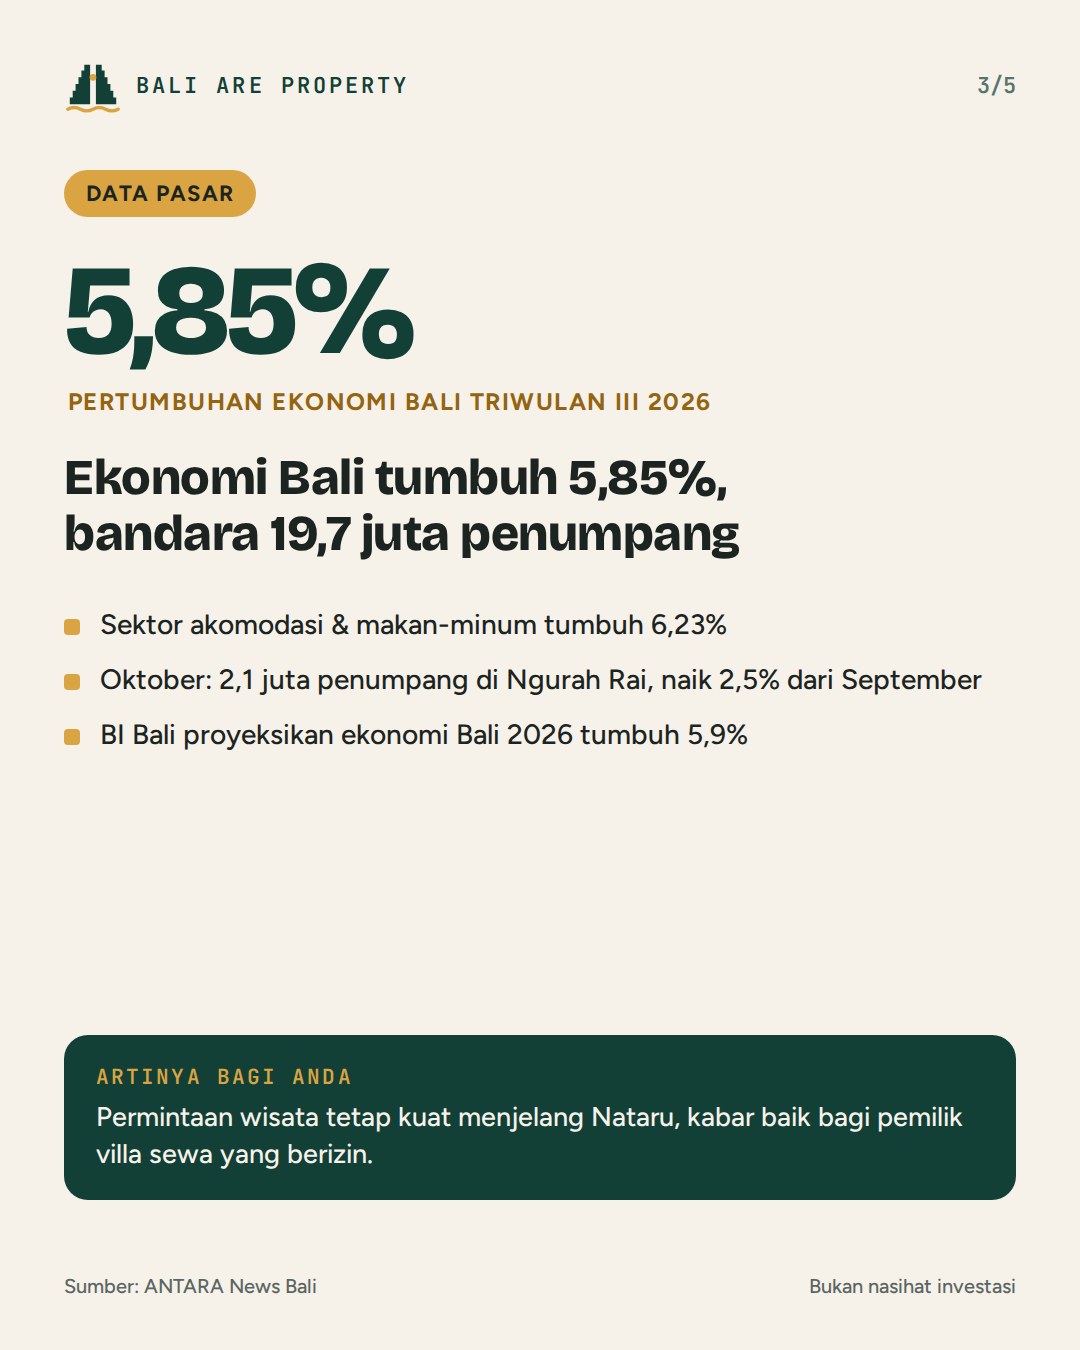 BALI ARE PROPERTY
3/5
DATA PASAR
5,85%
PERTUMBUHAN EKONOMI BALI TRIWULAN III 2026
Ekonomi Bali tumbuh 5,85%,
bandara 19,7 juta penumpang
Sektor akomodasi & makan-minum tumbuh 6,23%
Oktober: 2,1 juta penumpang di Ngurah Rai, naik 2,5% dari September
BI Bali proyeksikan ekonomi Bali 2026 tumbuh 5,9%
ARTINYA BAGI ANDA
Permintaan wisata tetap kuat menjelang Nataru, kabar baik bagi pemilik
villa sewa yang berizin.
Sumber: ANTARA News Bali
Bukan nasihat investasi